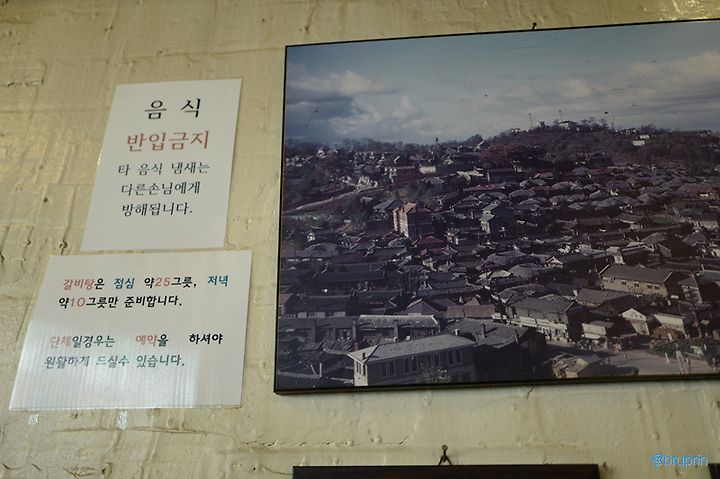 음 식
반입금지
타 음식 냄새는
다른손님에게
방해됩니다.
갈비탕은 점심 약25그릇, 저녁
약10그릇만 준비합니다.
단체일경우는 예약을 하셔야
원활하게 드실수 있습니다.
@bruprin